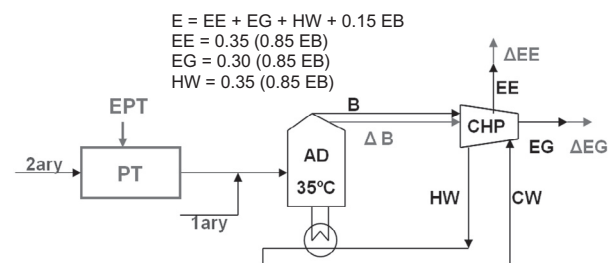 E = EE + EG + HW + 0.15 EB
EE = 0.35 (0.85 EB)
EG = 0.30 (0.85 EB)
HW = 0.35 (0.85 EB)
ΔEE
EE
EPT
B
CHP
ΔB
EG
ΔEG
AD
35ºC
2ary
PT
1ary
HW
CW